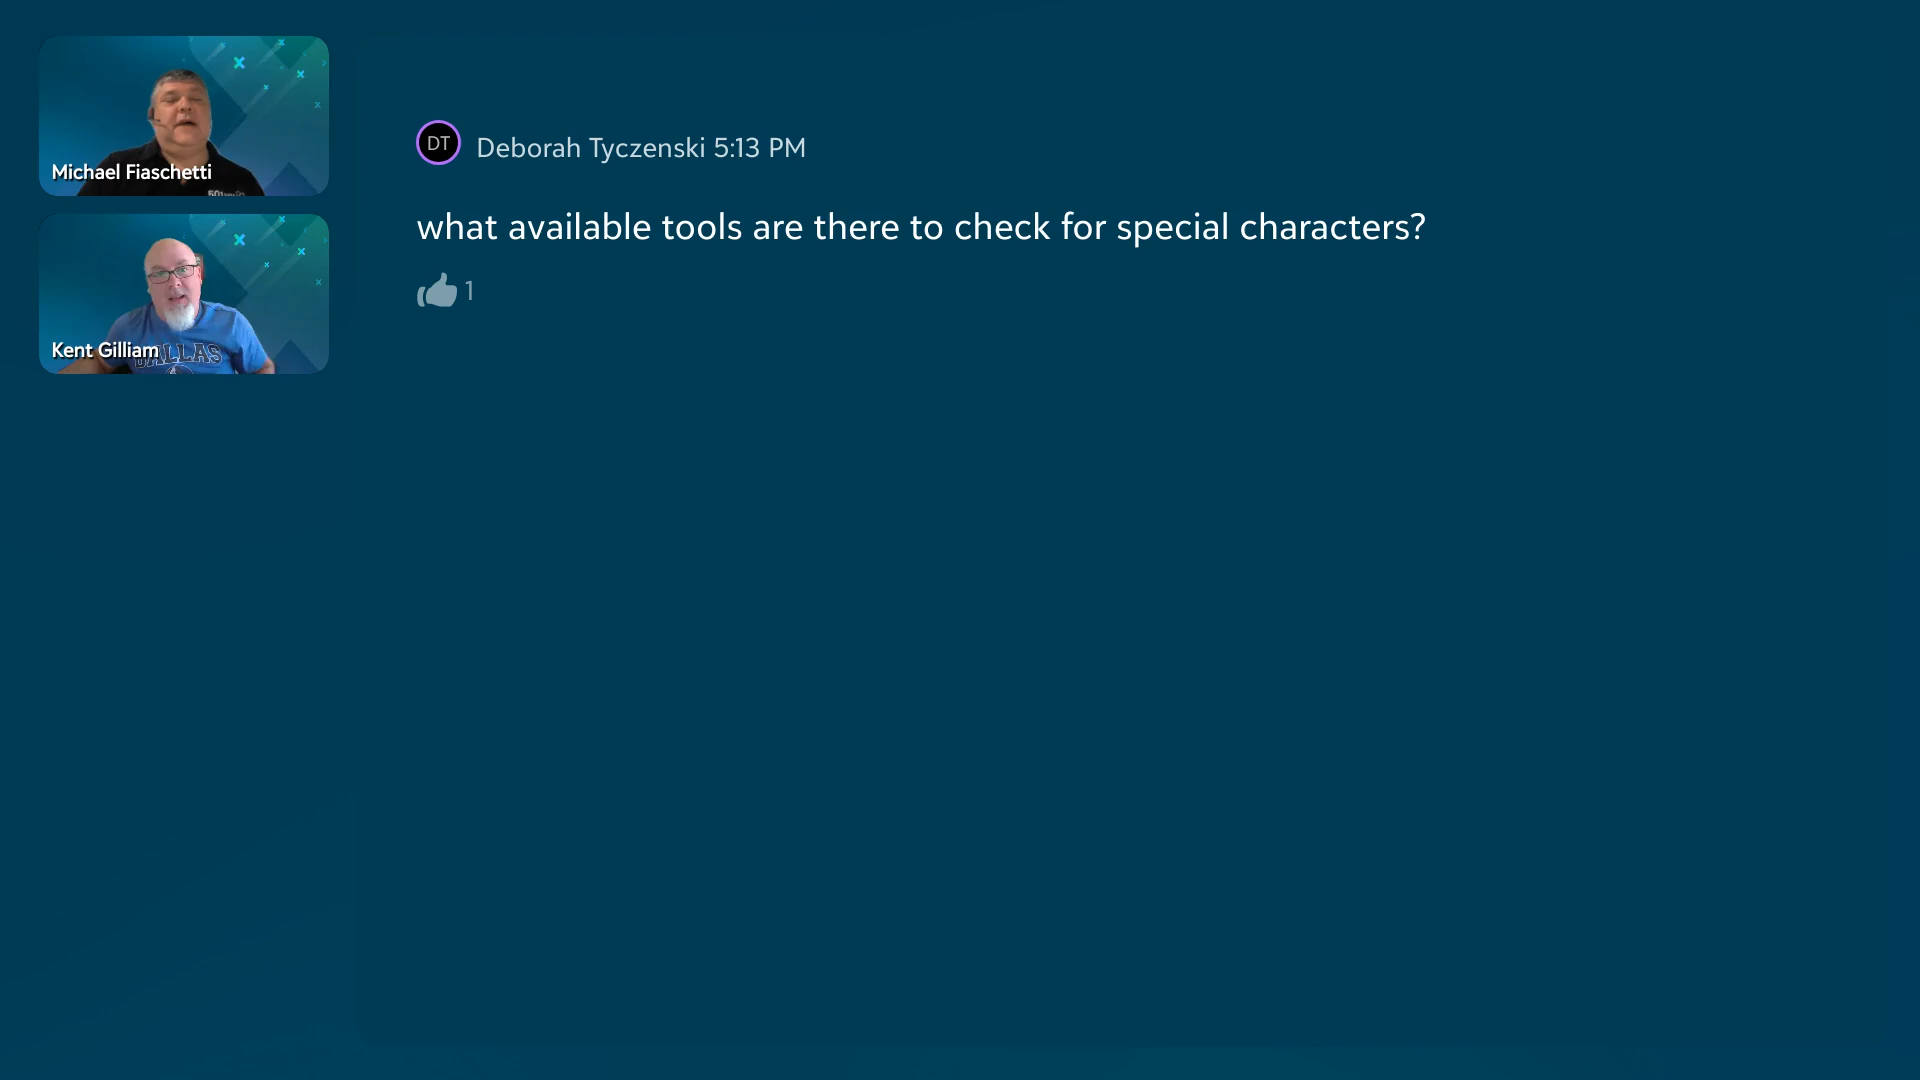 Michael Fiaschetti
Kent Gilliam
DALLAS
DT
Deborah Tyczenski 5:13 PM
what available tools are there to check for special characters?
1